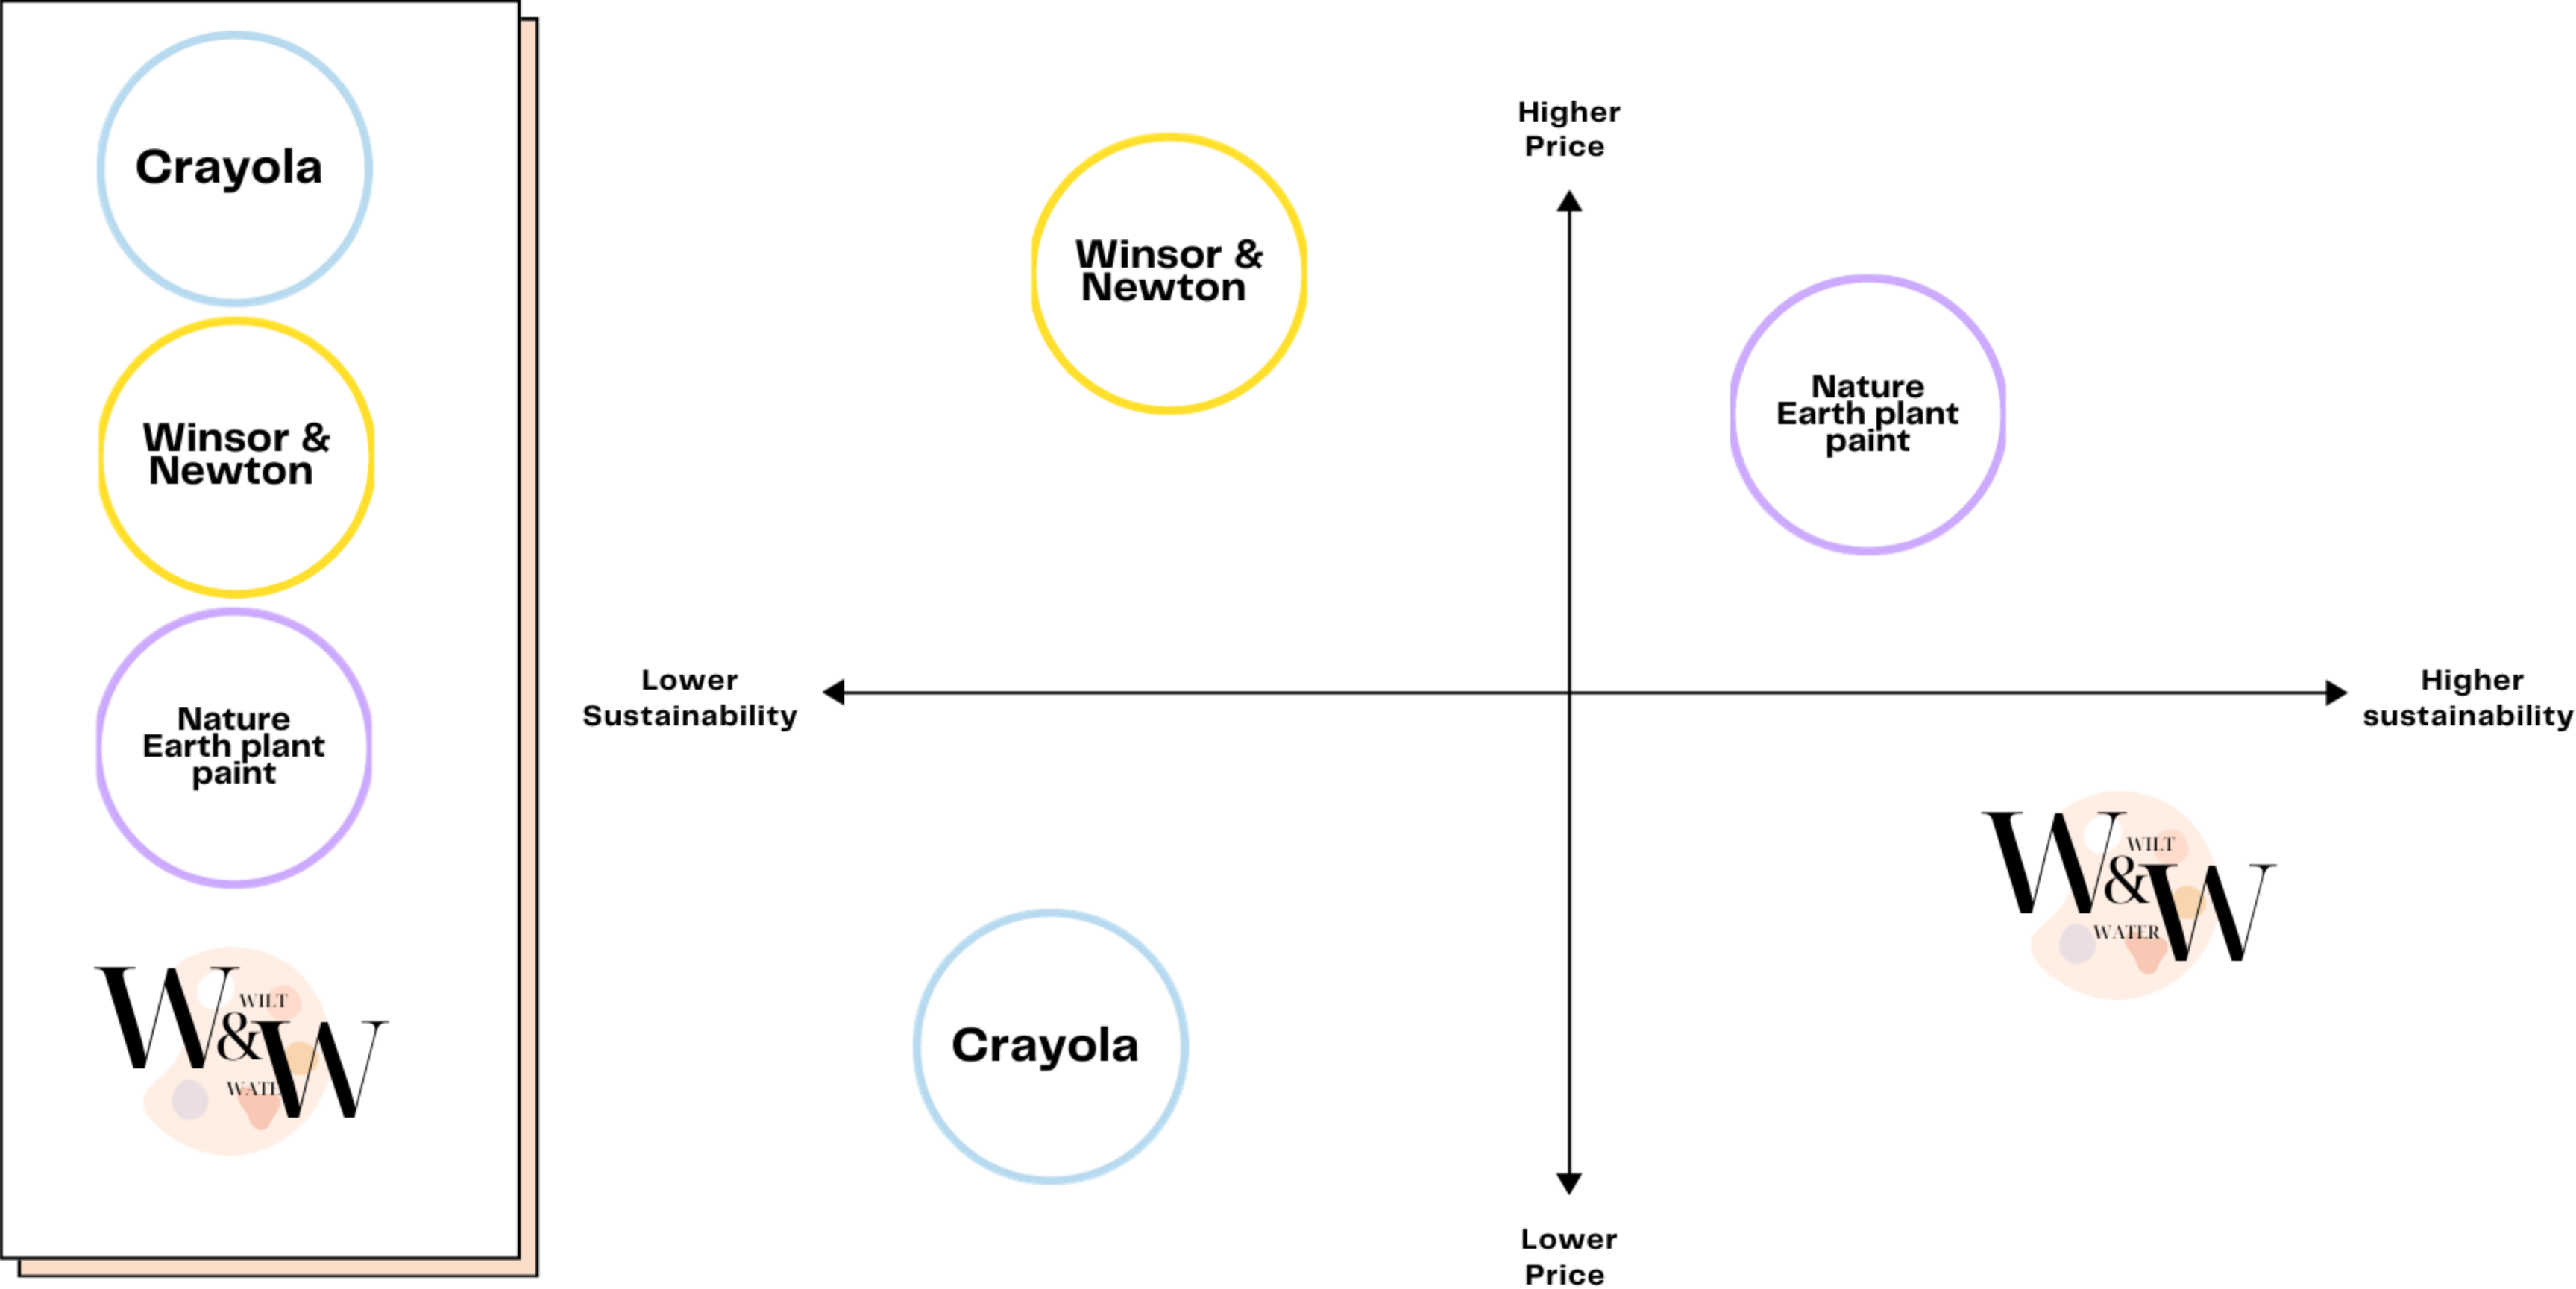 Crayola
Winsor &
Newton
Nature
Earth plant
paint
W
WILT
&
W
WATE
Higher
Price
Winsor &
Newton
Nature
Earth plant
paint
Lower
Sustainability
Higher
sustainability
W
WILT
&
W
WATER
Crayola
Lower
Price